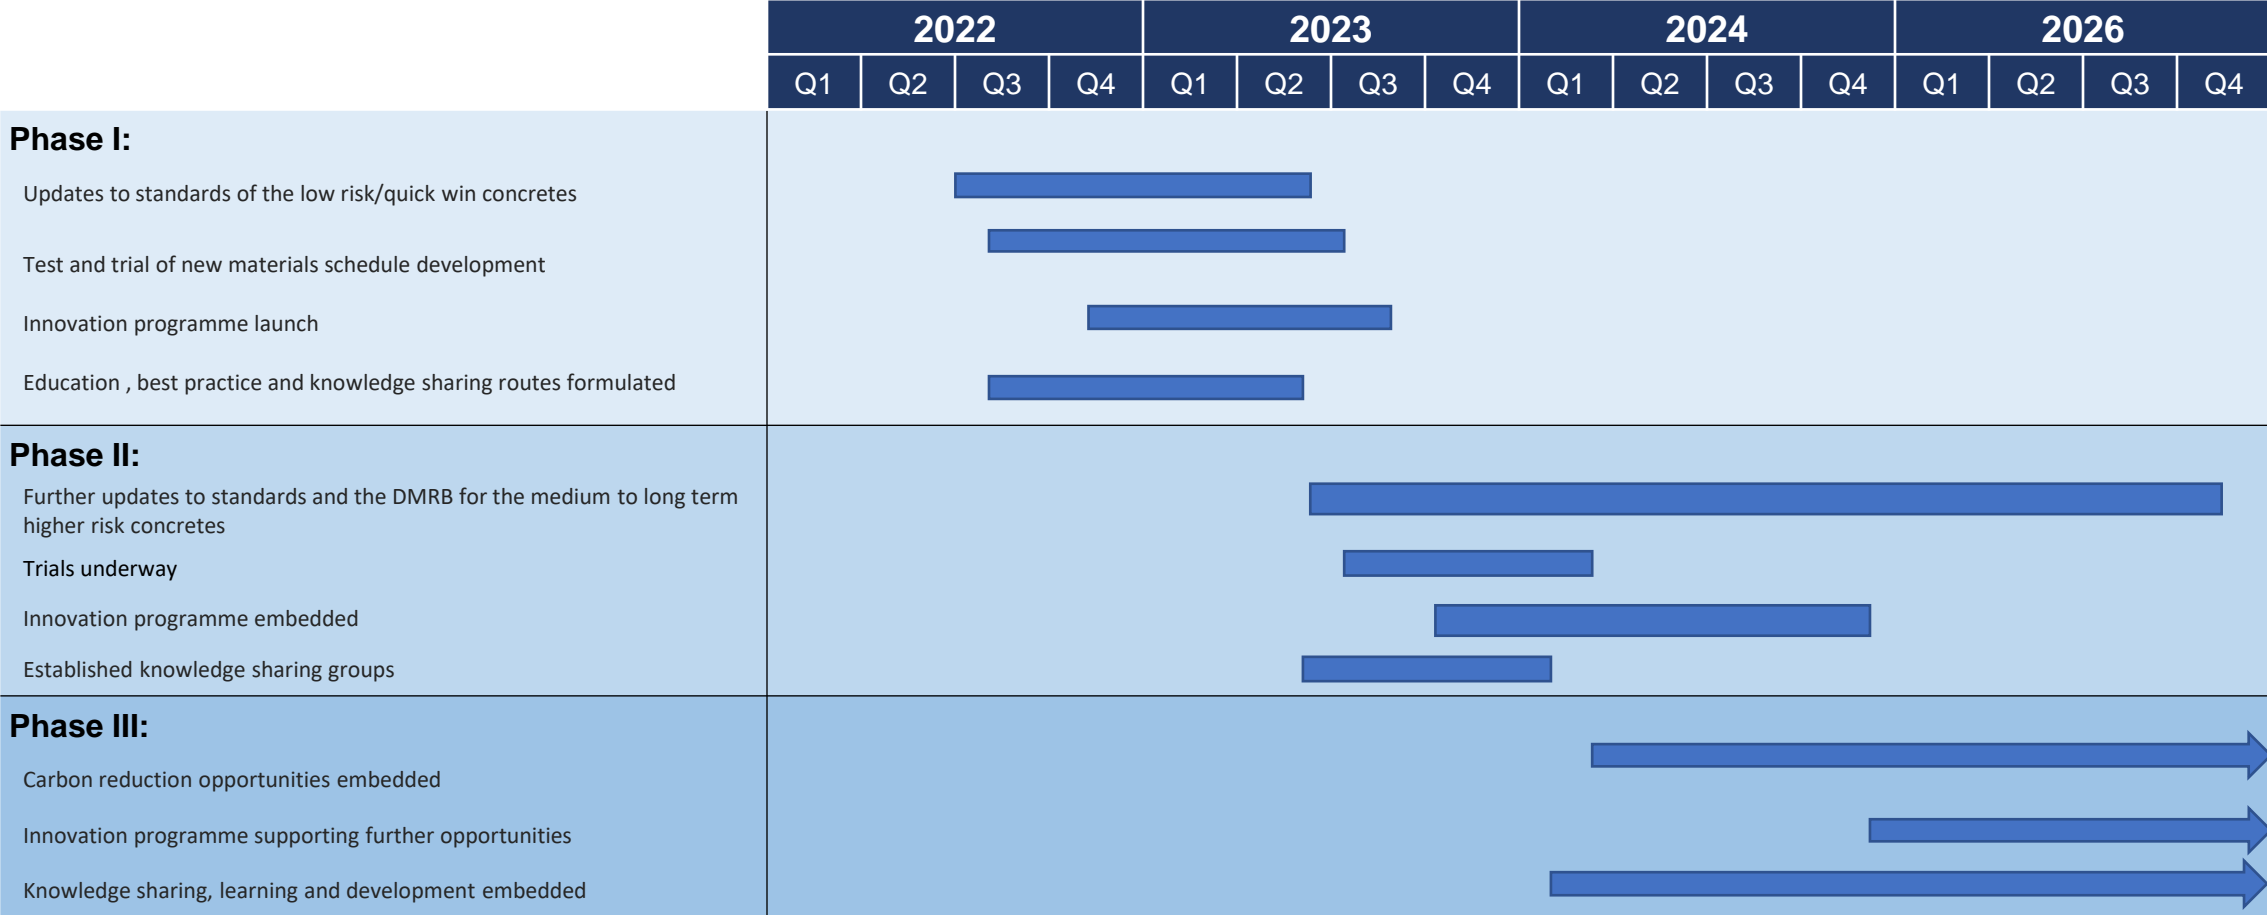 2022 2023 2024 2026
Q1 Q2 Q3 Q4 Q1 Q2 Q3 Q4 Q1 Q2 Q3 Q4 Q1 Q2 Q3 Q4
Phase I:
Updates to standards of the low risk/quick win concretes
Test and trial of new materials schedule development
Innovation programme launch
Education , best practice and knowledge sharing routes formulated
Phase II:
Further updates to standards and the DMRB for the medium to long term
higher risk concretes
Trials underway
Innovation programme embedded
Established knowledge sharing groups
Phase III:
Carbon reduction opportunities embedded
Innovation programme supporting further opportunities
Knowledge sharing, learning and development embedded